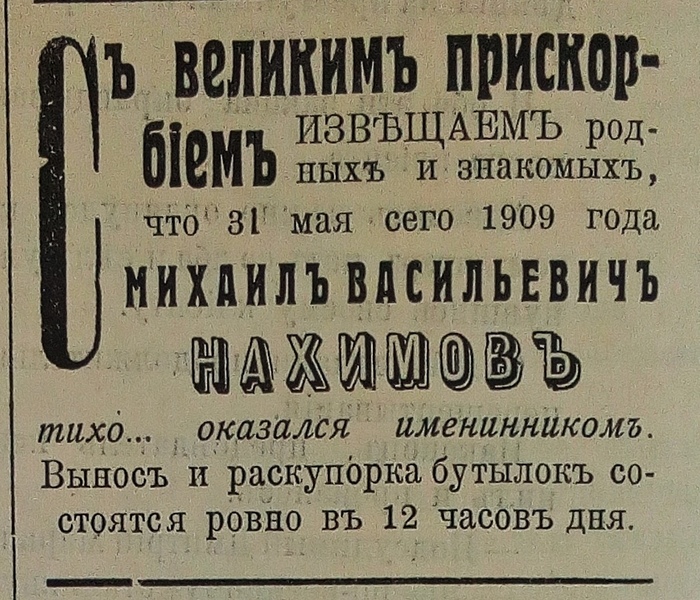 Съ великимъ прискор-
бiемъ ИЗВѢЩАЕМЪ род-
ныхъ и знакомыхъ,
что 31 мая сего 1909 года
МИХАИЛЪ ВАСИЛЬЕВИЧЪ
НАХИМОВЪ
тихо... оказался именинникомъ.
Выносъ и раскупорка бутылокъ со-
стоятся ровно въ 12 часовъ дня.